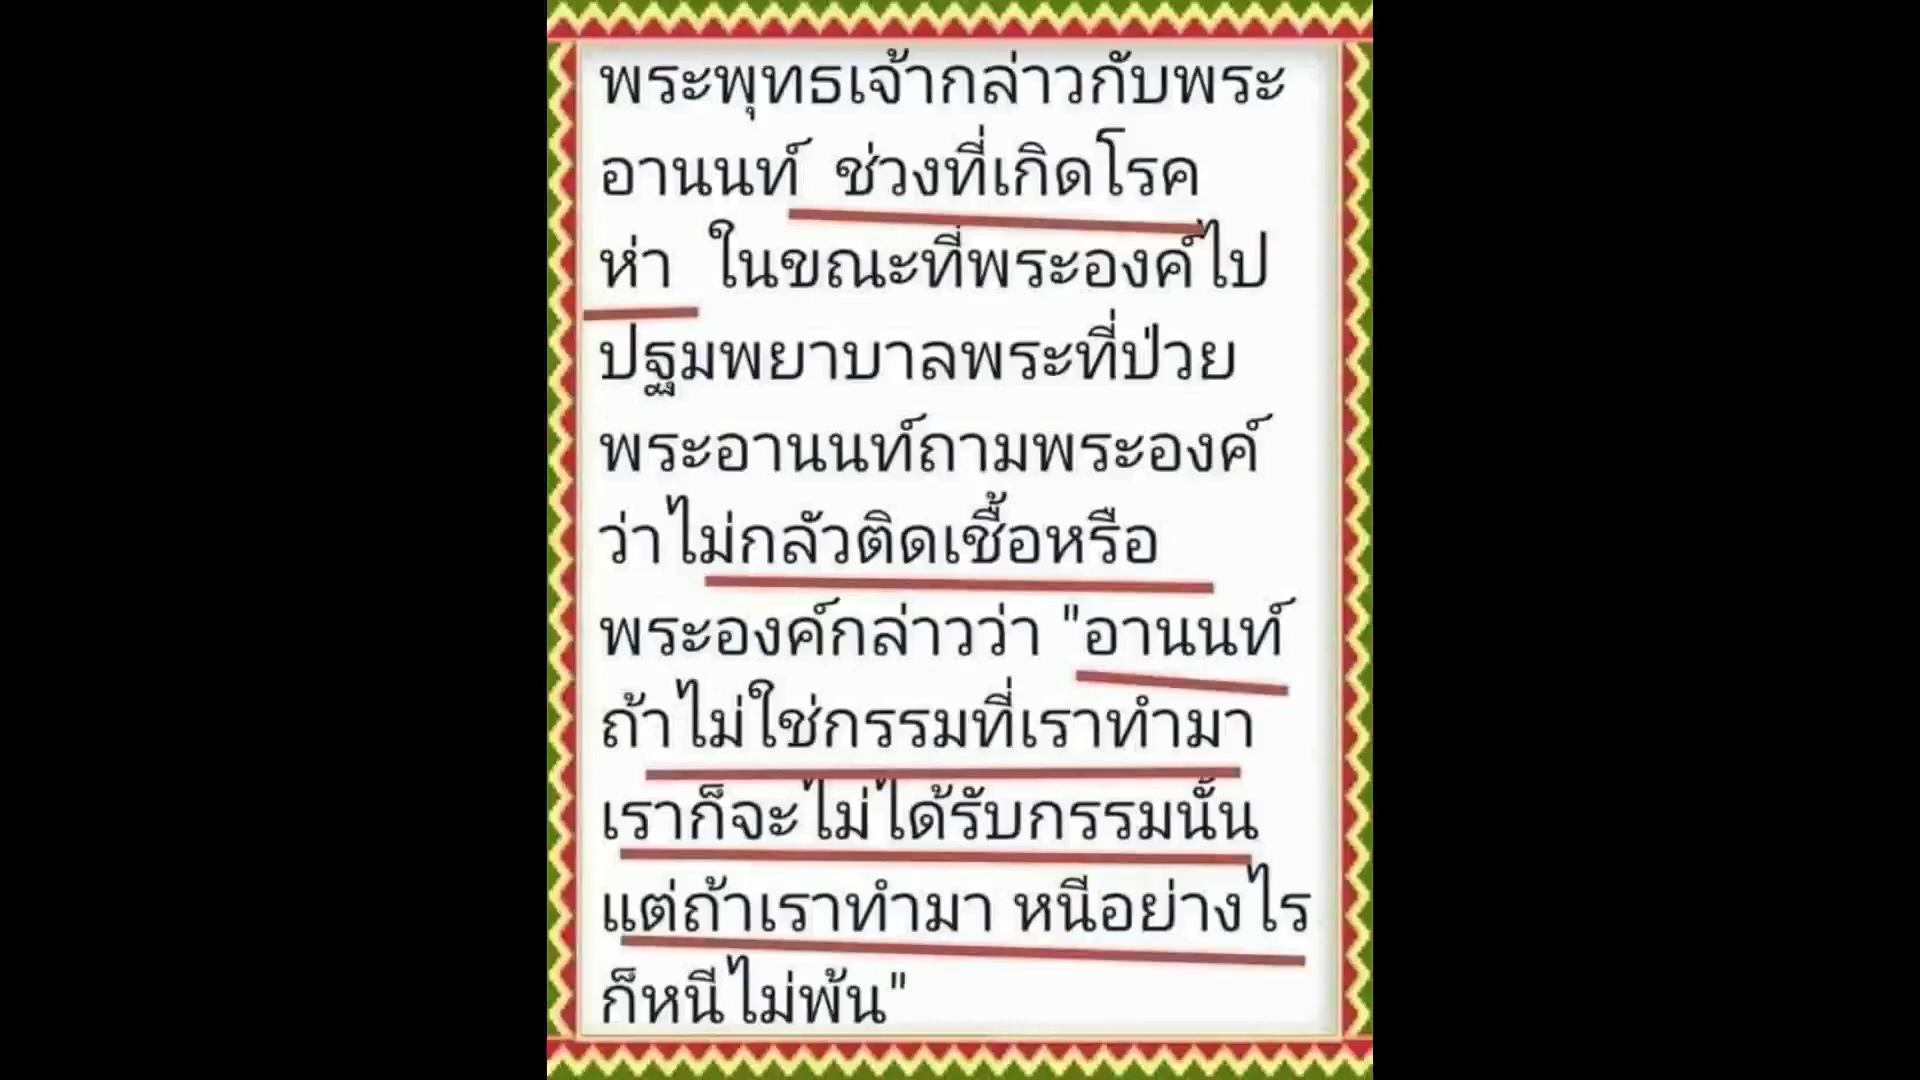 พระพุทธเจ้ากล่าวกับพระ
อานนท์ ช่วงที่เกิดโรค
ห่า ในขณะที่พระองค์ไป
ปฐมพยาบาลพระที่ป่วย
พระอานนท์ถามพระองค์
ว่าไม่กลัวติดเชื้อหรือ
พระองค์กล่าวว่า "อานนท์
ถ้าไม่ใช่กรรมที่เราทำมา
เราก็จะไม่ได้รับกรรมนั้น
แต่ถ้าเราทำมา หนีอย่างไร
ก็หนีไม่พ้น"